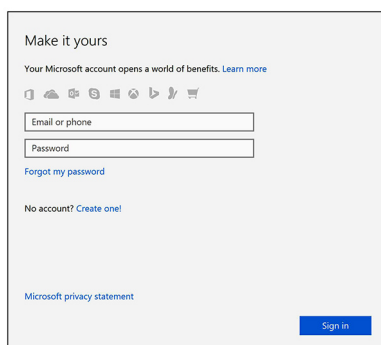 Make it yours
Your Microsoft account opens a world of benefits. Learn more
Email or phone
Password
Forgot my password
No account? Create one!
Microsoft privacy statement
Sign in